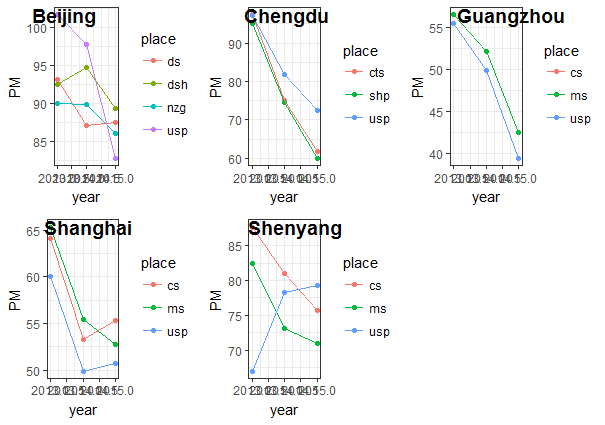 Beijing
100
95
90
85
PM
year
place
ds
dsh
nzg
usp
Chengdu
90
80
70
60
PM
year
place
cts
shp
usp
Guangzhou
55
50
45
40
PM
year
place
cs
ms
usp
Shanghai
65
60
55
50
PM
year
place
cs
ms
usp
Shenyang
85
80
75
70
PM
year
place
cs
ms
usp